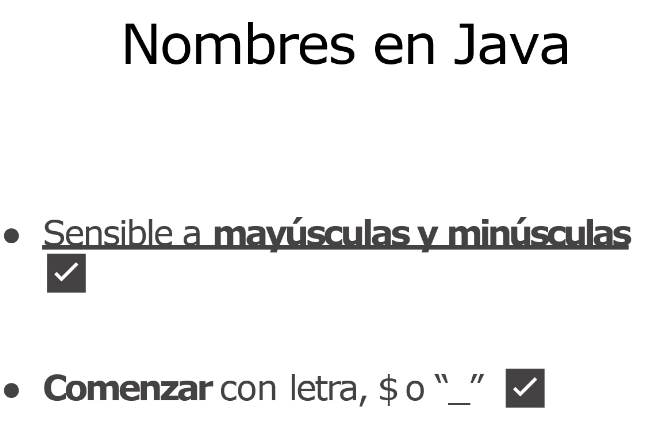 Nombres en Java
● Sensible a mayúsculas y minúsculas
✓
● Comenzar con letra, $ o “_” ✓